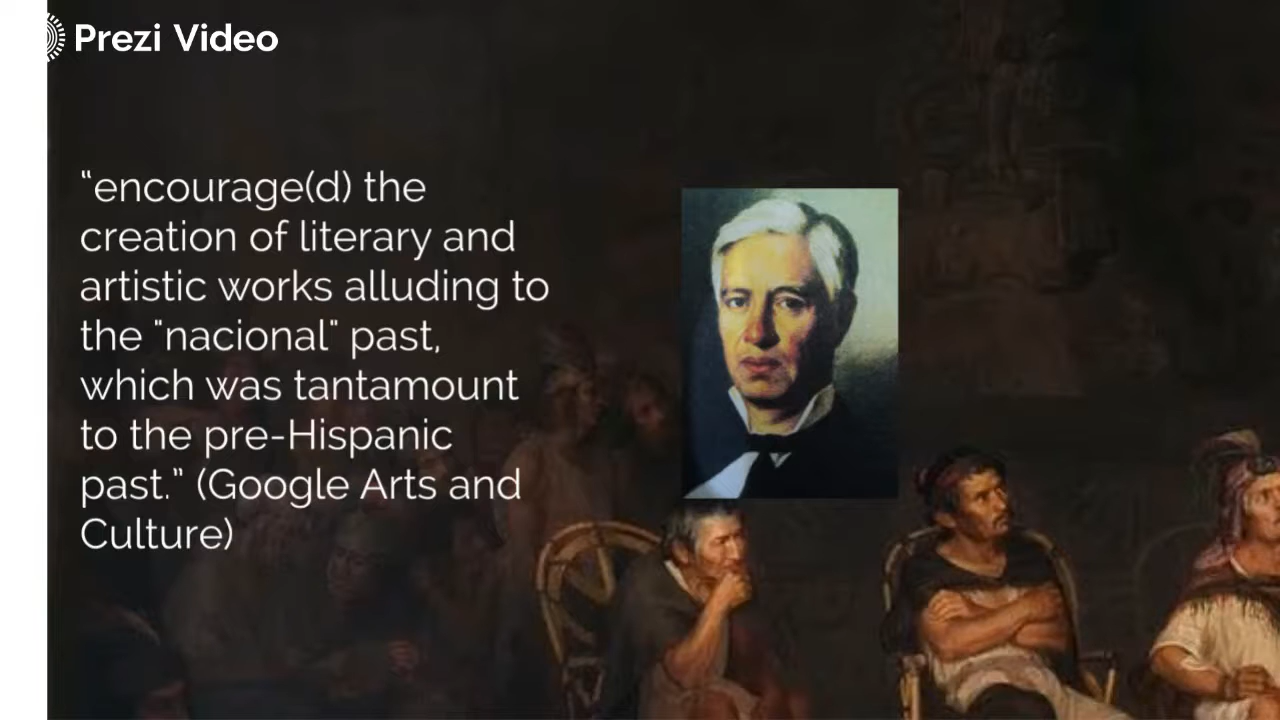 Prezi Video
“encourage(d) the
creation of literary and
artistic works alluding to
the "nacional" past,
which was tantamount
to the pre-Hispanic
past.” (Google Arts and
Culture)